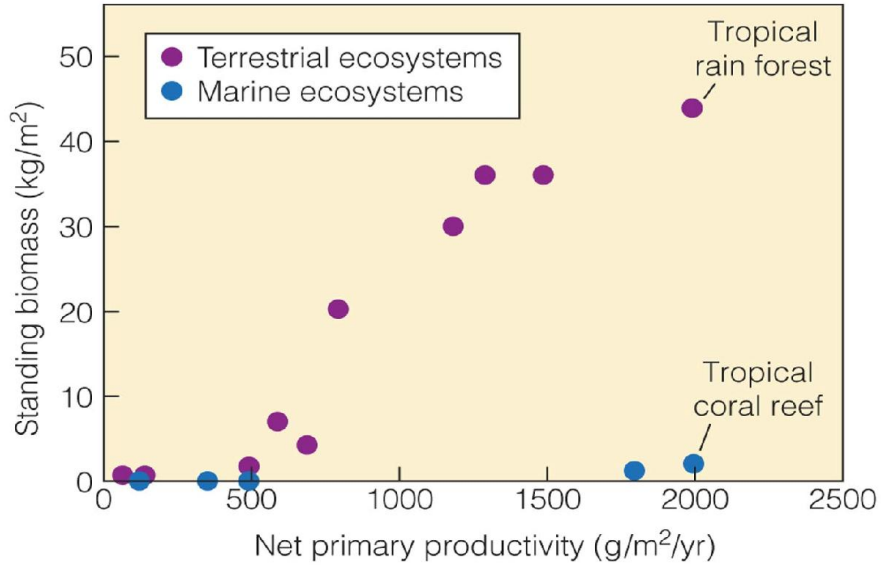 Terrestrial ecosystems
Marine ecosystems
Tropical
rain forest
Tropical
coral reef
Standing biomass (kg/m²)
50
40
30
20
10
0
0
500
1000
1500
2000
2500
Net primary productivity (g/m²/yr)